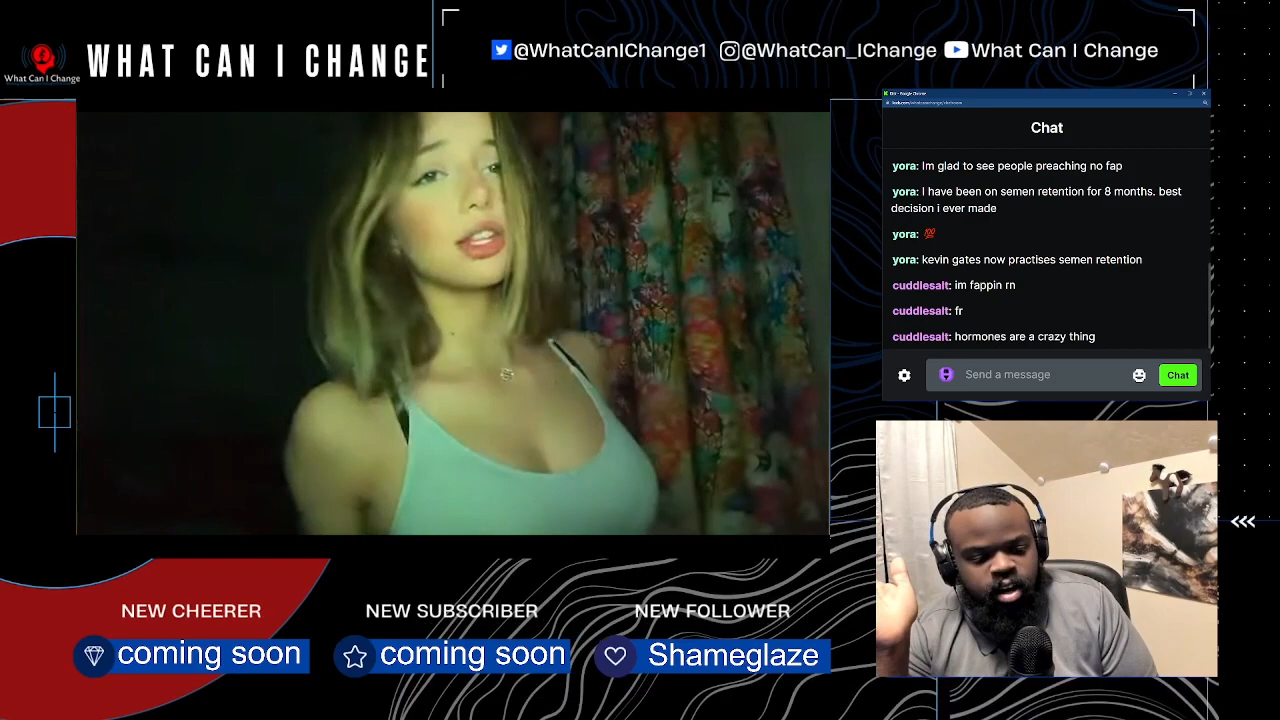 What Can I Change
WHAT CAN I CHANGE
@WhatCanIChange1
@WhatCan_IChange
What Can I Change
Chat
yora: Im glad to see people preaching no fap
yora: I have been on semen retention for 8 months. best
decision i ever made
yora: 💯
yora: kevin gates now practises semen retention
cuddlesalt: im fappin rn
cuddlesalt: fr
cuddlesalt: hormones are a crazy thing
Send a message
Chat
NEW CHEERER
coming soon
NEW SUBSCRIBER
coming soon
NEW FOLLOWER
Shameglaze